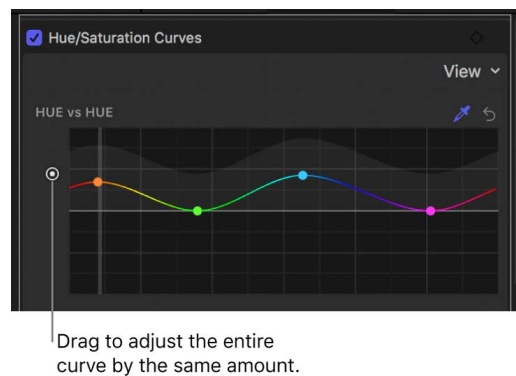 Hue/Saturation Curves
View
HUE vs HUE
Drag to adjust the entire
curve by the same amount.